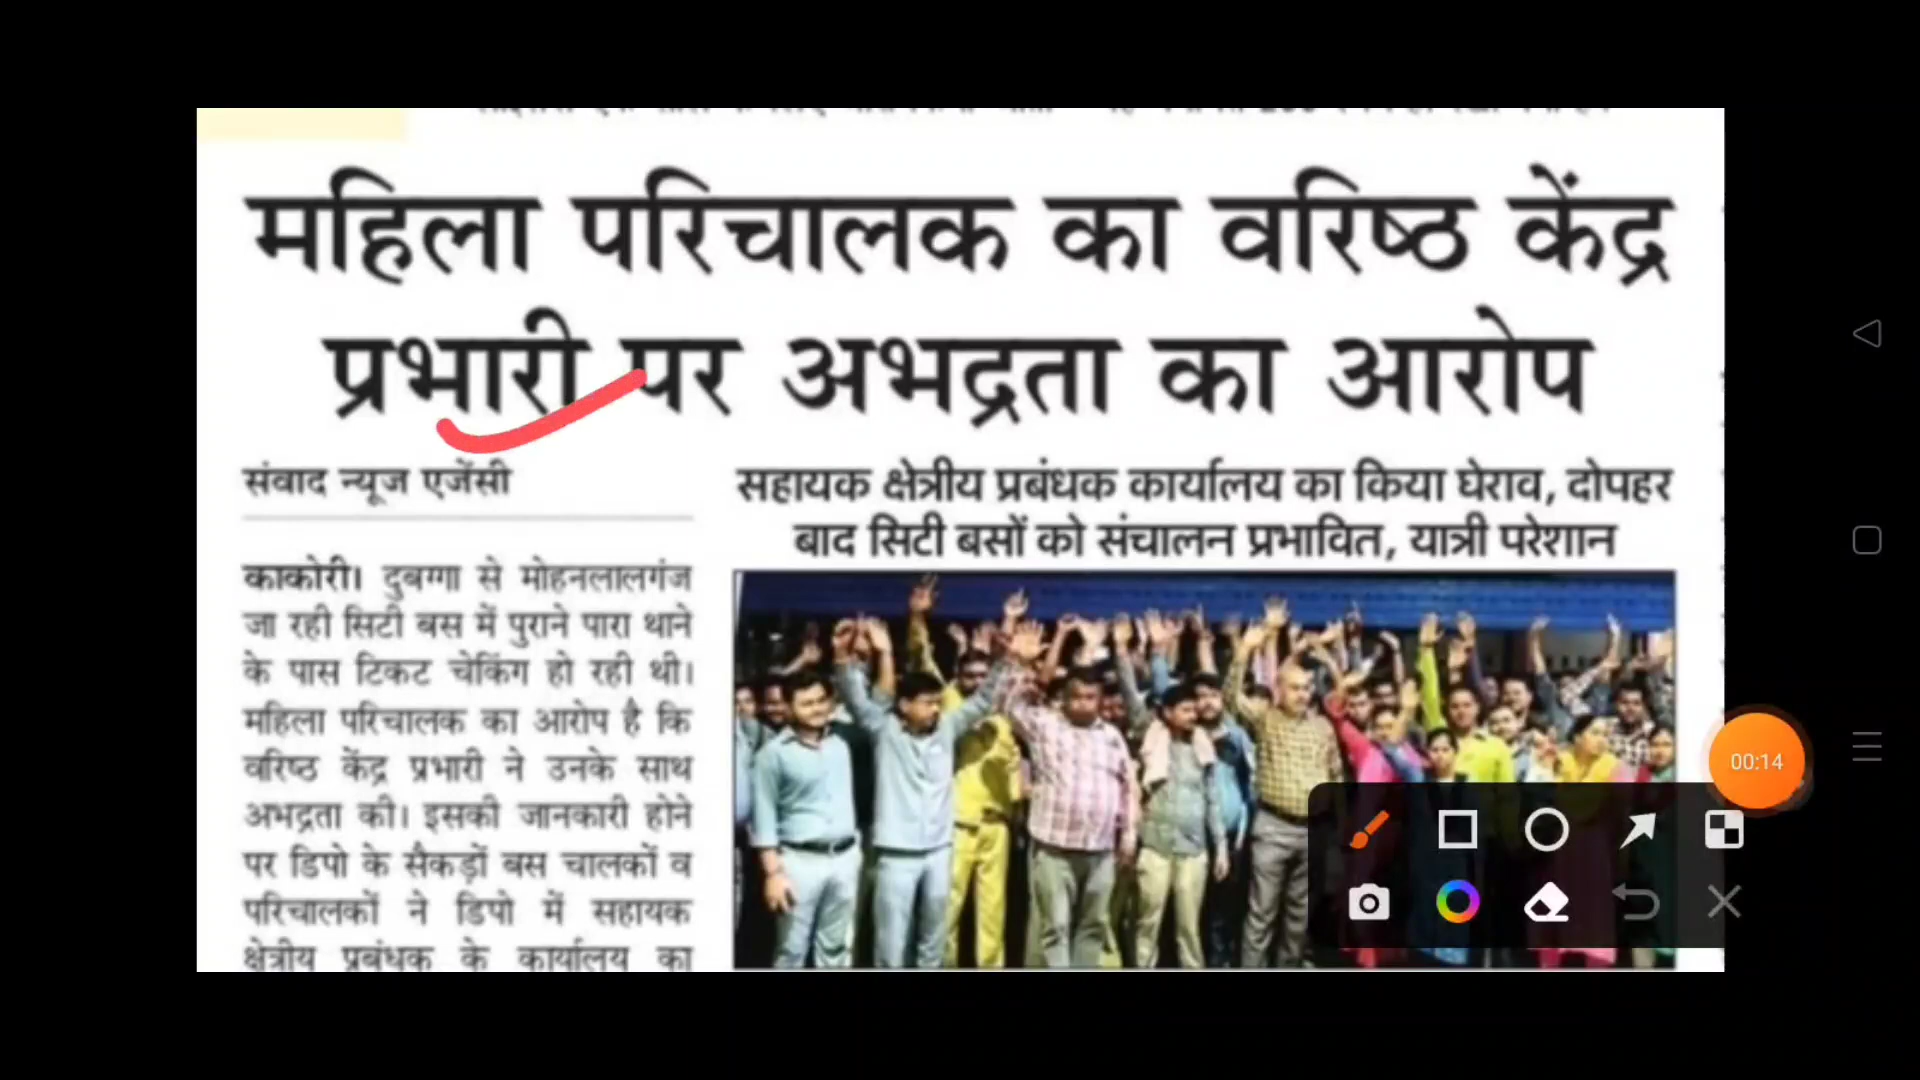 महिला परिचालक का वरिष्ठ केंद्र
प्रभारी पर अभद्रता का आरोप
संवाद न्यूज एजेंसी
सहायक क्षेत्रीय प्रबंधक कार्यालय का किया घेराव, दोपहर
बाद सिटी बसों को संचालन प्रभावित, यात्री परेशान
काकोरी। दुबग्गा से मोहनलालगंज
जा रही सिटी बस में पुराने पारा थाने
के पास टिकट चेकिंग हो रही थी।
महिला परिचालक का आरोप है कि
वरिष्ठ केंद्र प्रभारी ने उनके साथ
अभद्रता की। इसकी जानकारी होने
पर डिपो के सैकड़ों बस चालकों व
परिचालकों ने डिपो में सहायक
क्षेत्रीय प्रबंधक के कार्यालय का
00:14